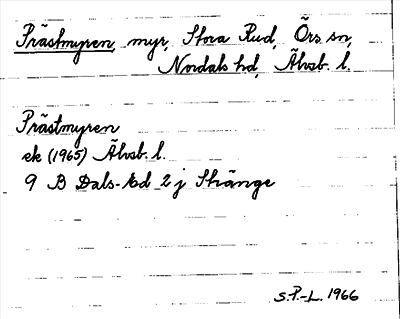 Prästmyren, myr, Stora Rud, Örs sn,
Nordals hd, Älvsb. l.
Prästmyren
ek (1965) Älvsb. l.
9 B Dals-Ed 2 j Stränge
S.P.-L. 1966